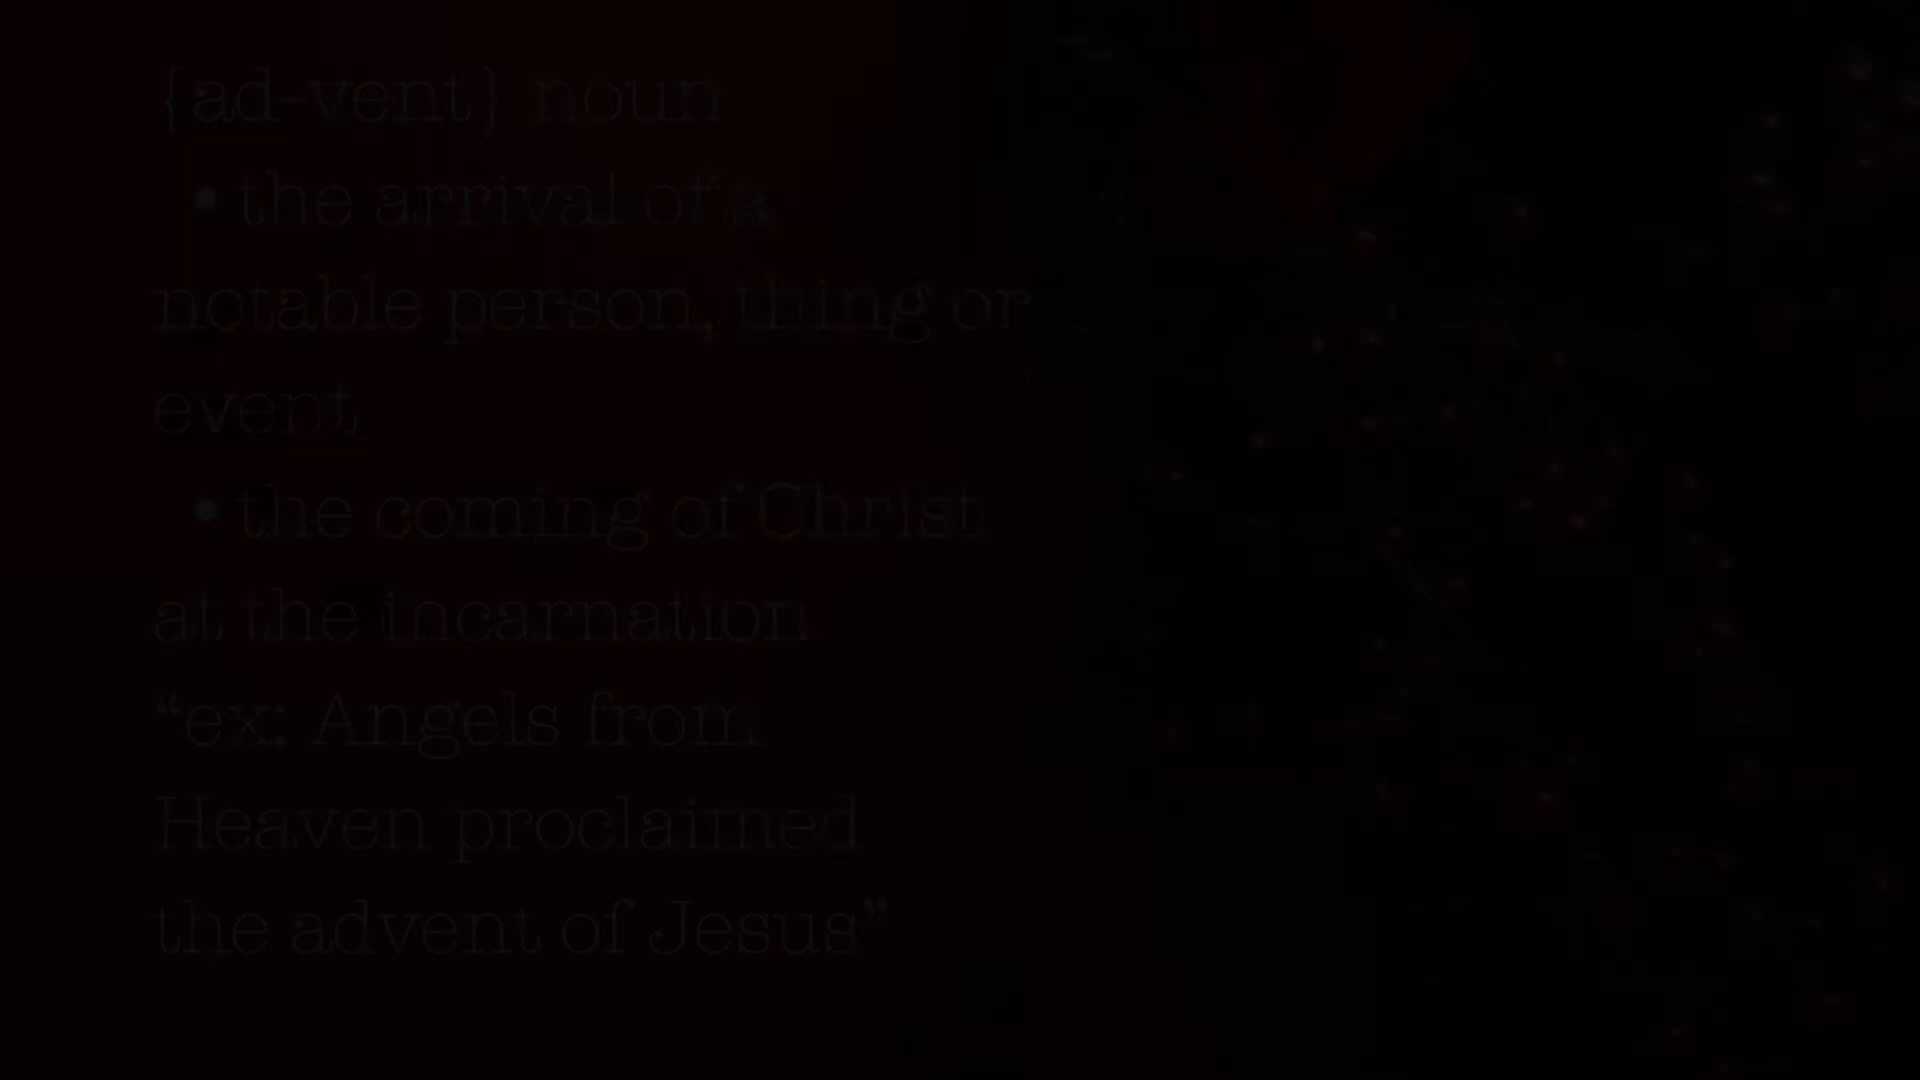 {ad-vent} noun
• the arrival of a
notable person, thing or
event
• the coming of Christ
at the incarnation
“ex: Angels from
Heaven proclaimed
the advent of Jesus”